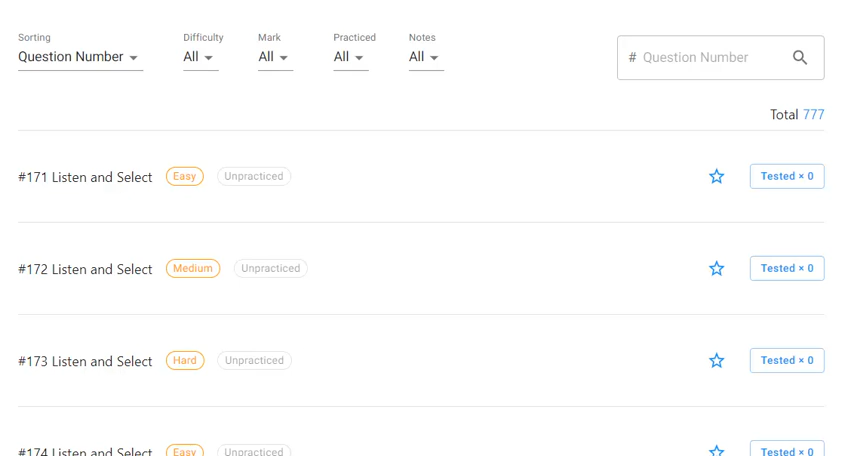 Sorting Difficulty Mark Practiced Notes
Question Number All All All All
# Question Number
Total 777
#171 Listen and Select Easy Unpracticed Tested × 0
#172 Listen and Select Medium Unpracticed Tested × 0
#173 Listen and Select Hard Unpracticed Tested × 0
#174 Listen and Select Easy Unpracticed Tested × 0